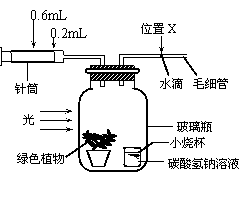 0.6mL
0.2mL
位置 X
针筒
水滴
毛细管
光
玻璃瓶
小烧杯
绿色植物
碳酸氢钠溶液